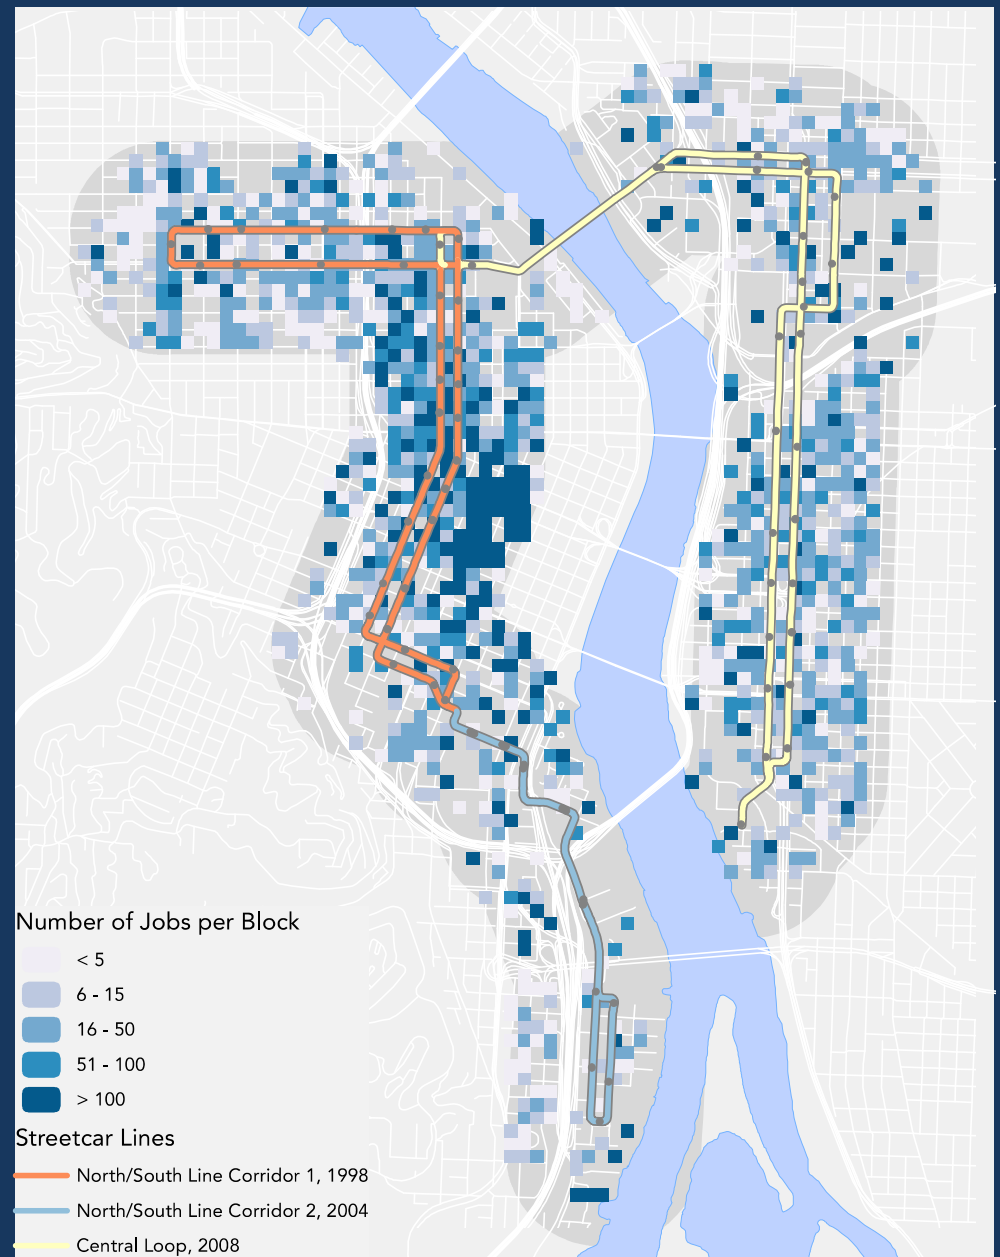 Number of Jobs per Block
< 5
6 - 15
16 - 50
51 - 100
> 100
Streetcar Lines
North/South Line Corridor 1, 1998
North/South Line Corridor 2, 2004
Central Loop, 2008